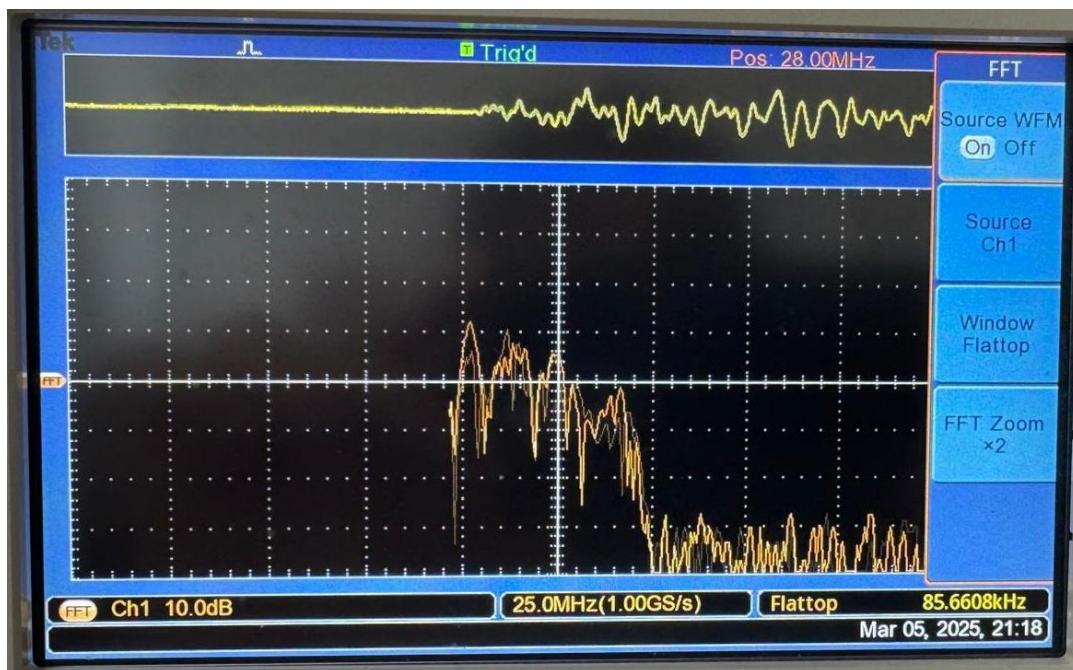 Tek
T Trig'd
Pos: 28.00MHz
FFT
Source WFM
On Off
Source
Ch1
Window
Flattop
FFT Zoom
×2
FFT
FFT Ch1 10.0dB
25.0MHz(1.00GS/s)
Flattop 85.6608kHz
Mar 05, 2025, 21:18